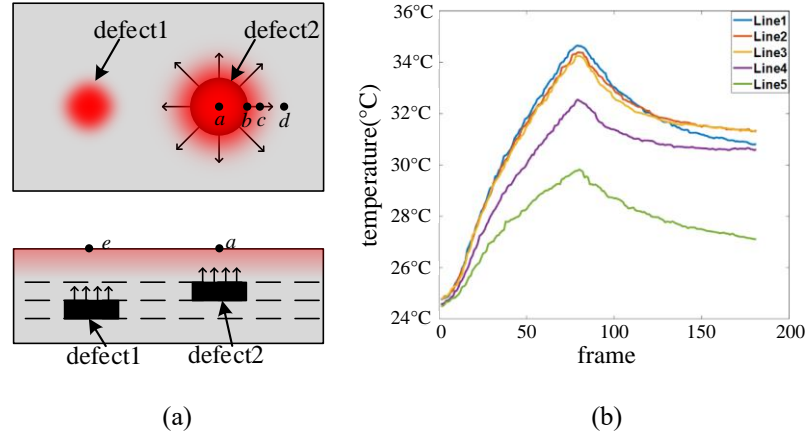 defect1
defect2
a
b
c
d
e
a
defect1
defect2
(a)
36°C
34°C
32°C
30°C
28°C
26°C
24°C
temperature(°C)
0
50
100
150
200
frame
Line1
Line2
Line3
Line4
Line5
(b)